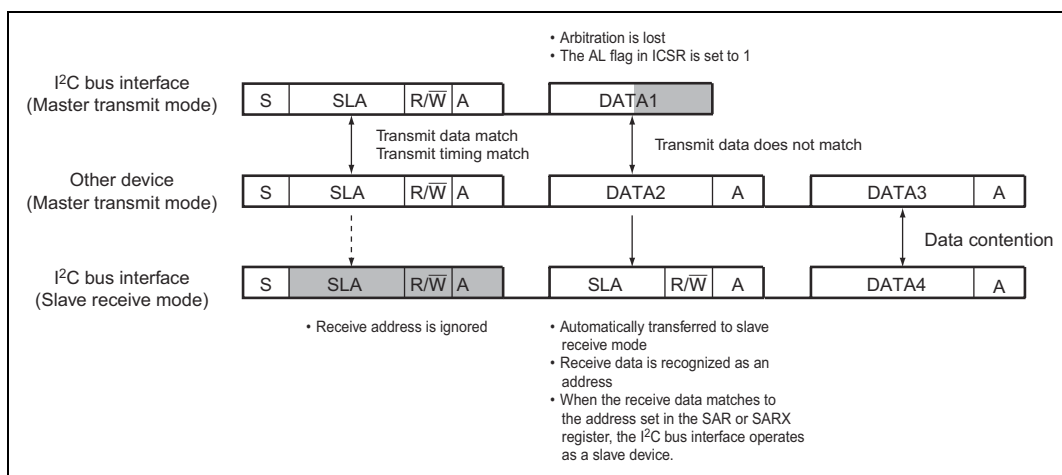 • Arbitration is lost
• The AL flag in ICSR is set to 1
I²C bus interface
(Master transmit mode)
S SLA R/W̅ A DATA1
Transmit data match
Transmit timing match
Transmit data does not match
Other device
(Master transmit mode)
S SLA R/W̅ A DATA2 A DATA3 A
Data contention
I²C bus interface
(Slave receive mode)
S SLA R/W̅ A SLA R/W̅ A DATA4 A
• Receive address is ignored
• Automatically transferred to slave
receive mode
• Receive data is recognized as an
address
• When the receive data matches to
the address set in the SAR or SARX
register, the I²C bus interface operates
as a slave device.